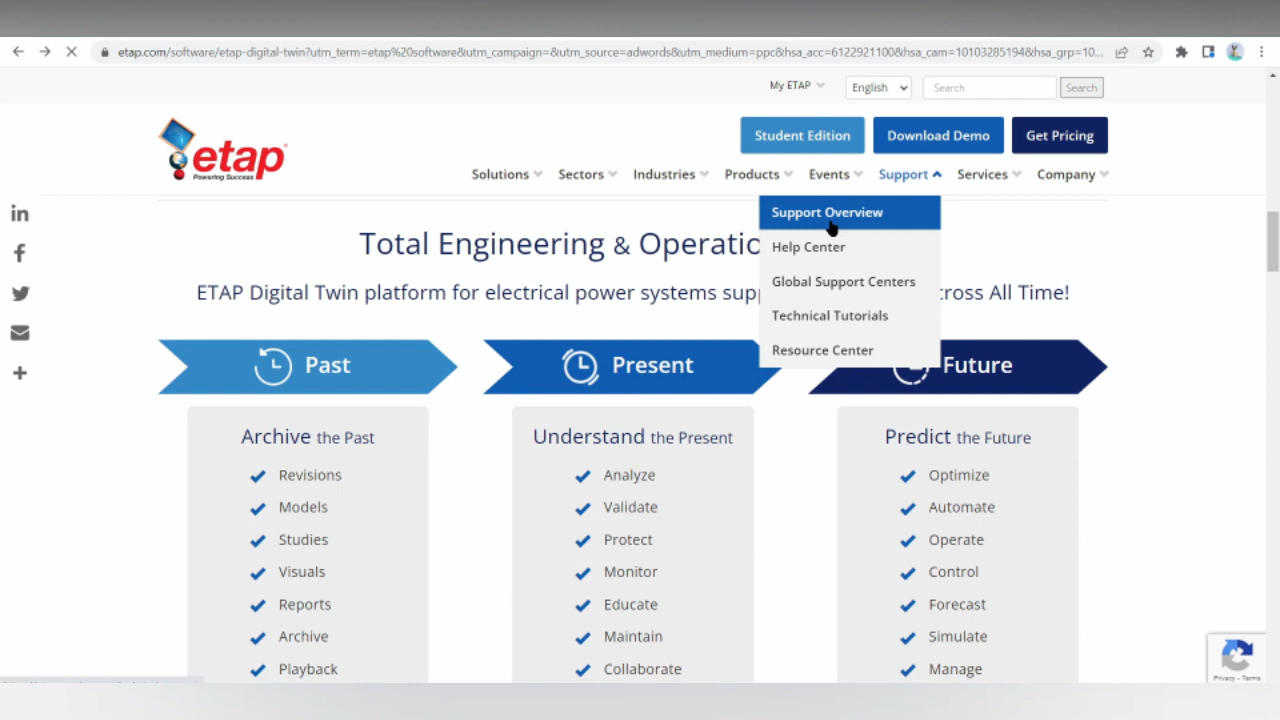 etap.com/software/etap-digital-twin?utm_term=etap%20software&utm_campaign=&utm_source=adwords&utm_medium=ppc&hsa_acc=6122921100&hsa_cam=10103285194&hsa_grp=10...
My ETAP
English
Search
Search
etap
Powering Success
Student Edition
Download Demo
Get Pricing
Solutions
Sectors
Industries
Products
Events
Support
Services
Company
Support Overview
Help Center
Global Support Centers
Technical Tutorials
Resource Center
Total Engineering & Operatio
ETAP Digital Twin platform for electrical power systems sup
cross All Time!
Past
Present
Future
Archive the Past
Revisions
Models
Studies
Visuals
Reports
Archive
Playback
Understand the Present
Analyze
Validate
Protect
Monitor
Educate
Maintain
Collaborate
Predict the Future
Optimize
Automate
Operate
Control
Forecast
Simulate
Manage
Privacy - Terms